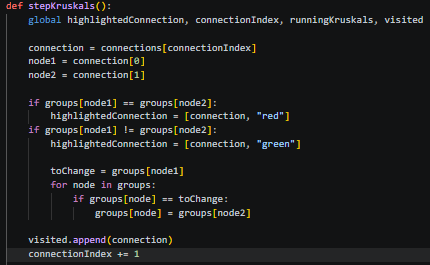 def stepKruskals():
    global highlightedConnection, connectionIndex, runningKruskals, visited

    connection = connections[connectionIndex]
    node1 = connection[0]
    node2 = connection[1]

    if groups[node1] == groups[node2]:
        highlightedConnection = [connection, "red"]
    if groups[node1] != groups[node2]:
        highlightedConnection = [connection, "green"]

        toChange = groups[node1]
        for node in groups:
            if groups[node] == toChange:
                groups[node] = groups[node2]

    visited.append(connection)
    connectionIndex += 1